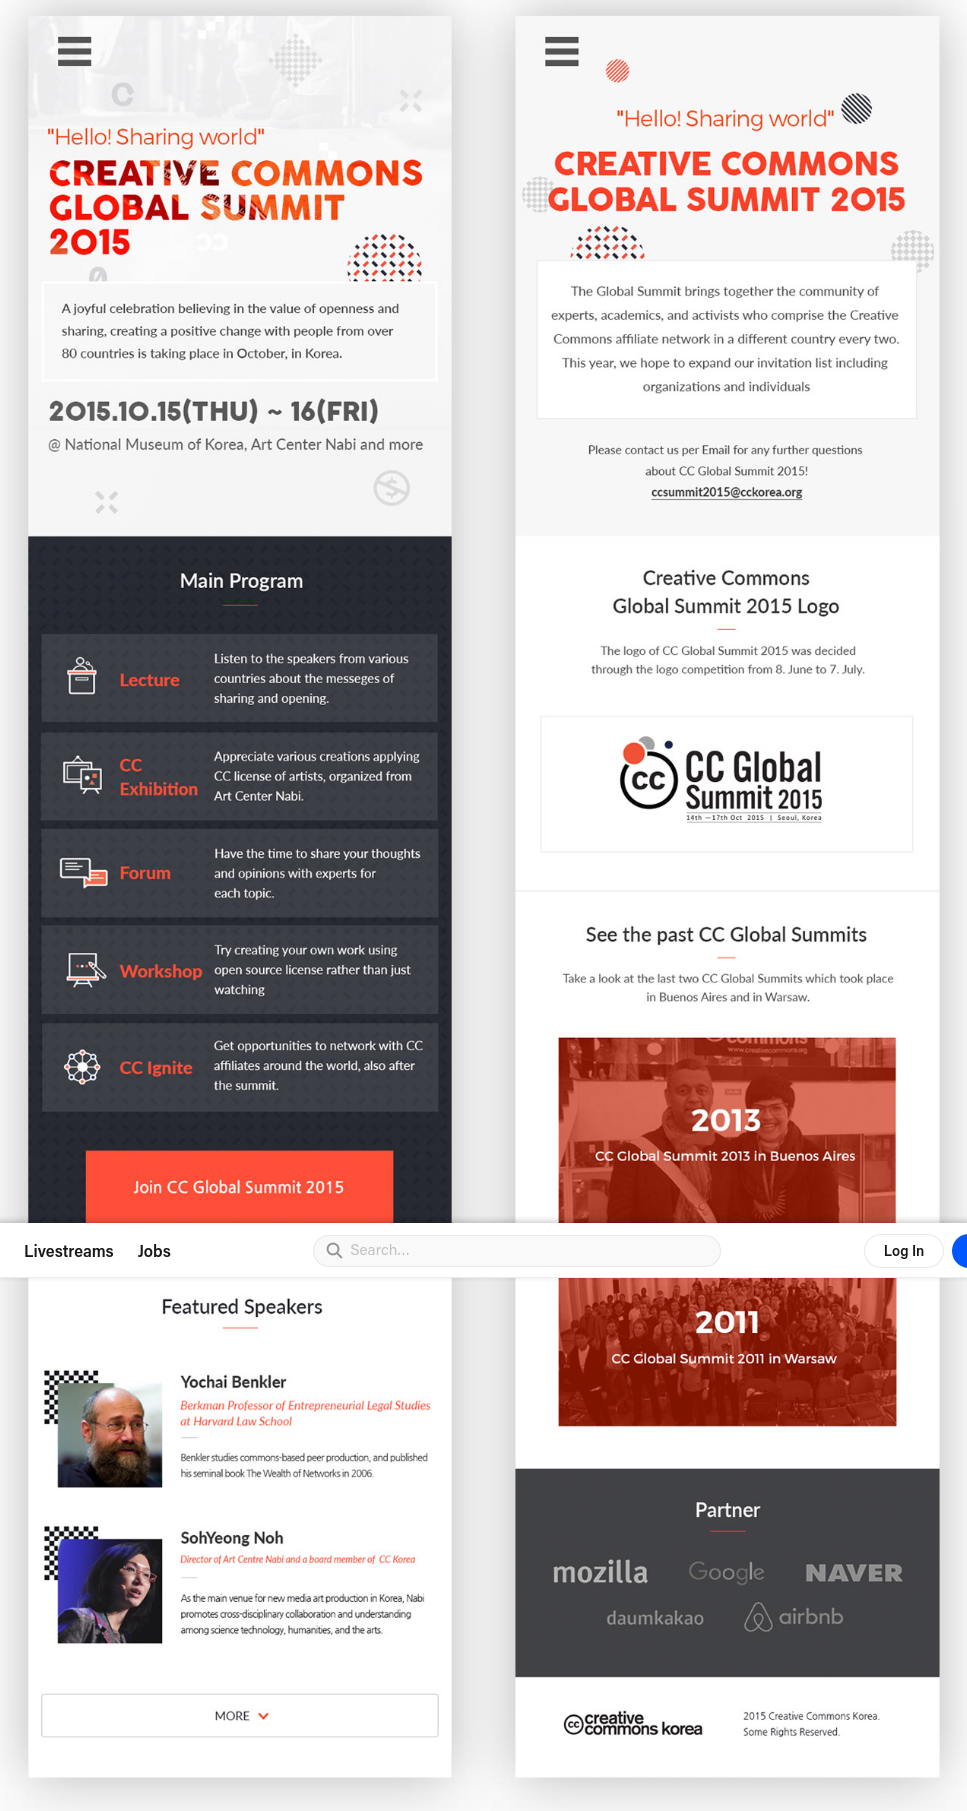 "Hello! Sharing world"
CREATIVE COMMONS
GLOBAL SUMMIT
2015
A joyful celebration believing in the value of openness and
sharing, creating a positive change with people from over
80 countries is taking place in October, in Korea.
2015.10.15(THU) ~ 16(FRI)
@ National Museum of Korea, Art Center Nabi and more
Main Program
Lecture
Listen to the speakers from various
countries about the messeges of
sharing and opening.
CC
Exhibition
Appreciate various creations applying
CC license of artists, organized from
Art Center Nabi.
Forum
Have the time to share your thoughts
and opinions with experts for
each topic.
Workshop
Try creating your own work using
open source license rather than just
watching
CC Ignite
Get opportunities to network with CC
affiliates around the world, also after
the summit.
Join CC Global Summit 2015
Livestreams Jobs Search... Log In
Featured Speakers
Yochai Benkler
Berkman Professor of Entrepreneurial Legal Studies
at Harvard Law School
Benkler studies commons-based peer production, and published
his seminal book The Wealth of Networks in 2006.
SohYeong Noh
Director of Art Centre Nabi and a board member of CC Korea
As the main venue for new media art production in Korea, Nabi
promotes cross-disciplinary collaboration and understanding
among science technology, humanities, and the arts.
MORE
"Hello! Sharing world"
CREATIVE COMMONS
GLOBAL SUMMIT 2015
The Global Summit brings together the community of
experts, academics, and activists who comprise the Creative
Commons affiliate network in a different country every two.
This year, we hope to expand our invitation list including
organizations and individuals
Please contact us per Email for any further questions
about CC Global Summit 2015!
ccsummit2015@cckorea.org
Creative Commons
Global Summit 2015 Logo
The logo of CC Global Summit 2015 was decided
through the logo competition from 8. June to 7. July.
cc
CC Global
Summit 2015
14th —17th Oct 2015 | Seoul, Korea
See the past CC Global Summits
Take a look at the last two CC Global Summits which took place
in Buenos Aires and in Warsaw.
commons
www.creativecommons.org
2013
CC Global Summit 2013 in Buenos Aires
2011
CC Global Summit 2011 in Warsaw
Partner
mozilla Google NAVER
daumkakao airbnb
cc creative
commons korea
2015 Creative Commons Korea.
Some Rights Reserved.